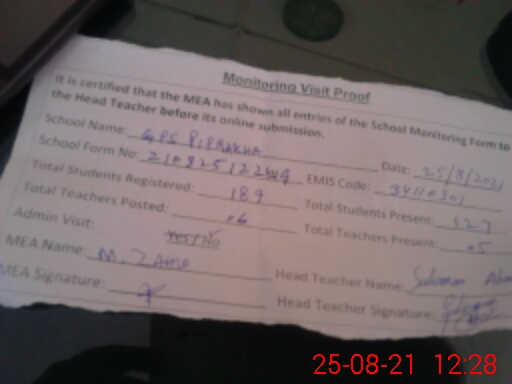 Monitoring Visit Proof
It is certified that the MEA has shown all entries of the School Monitoring Form to
the Head Teacher before its online submission.
School Name: GPS PIPRAKHA Date: 25/8/2021
School Form No: EMIS Code: 34110301
Total Students Registered: 189 Total Students Present: 127
Total Teachers Posted: 06 Total Teachers Present: 05
Admin Visit: Yes/No
MEA Name: M. Head Teacher Name:
MEA Signature: Head Teacher Signature:
25-08-21 12:28